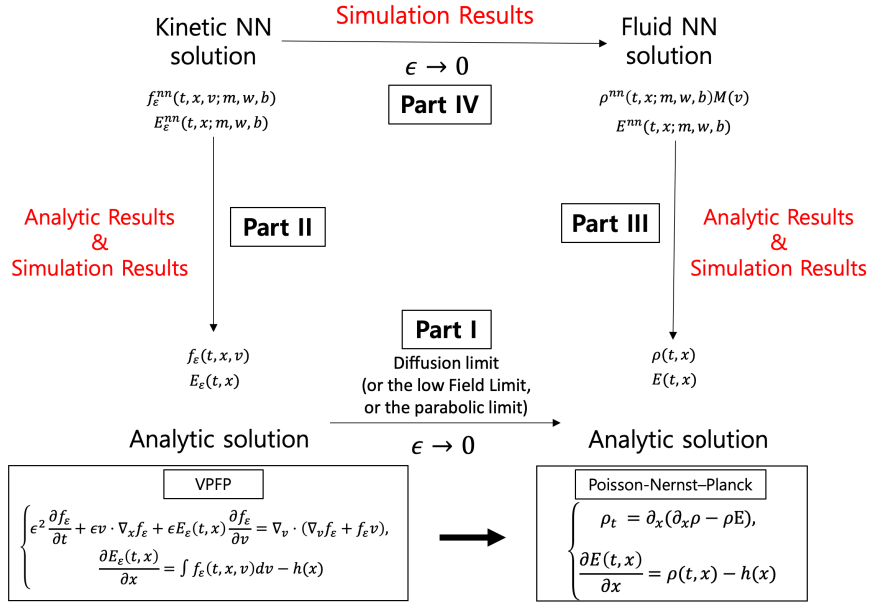 Simulation Results
Kinetic NN
solution
Fluid NN
solution
ϵ → 0
f_ε^{nn}(t, x, v; m, w, b)
E_ε^{nn}(t, x; m, w, b)
Part IV
ρ^{nn}(t, x; m, w, b)M(v)
E^{nn}(t, x; m, w, b)
Analytic Results
&
Simulation Results
Part II
Part III
Analytic Results
&
Simulation Results
Part I
f_ε(t, x, v)
E_ε(t, x)
Diffusion limit
(or the low Field Limit,
or the parabolic limit)
ρ(t, x)
E(t, x)
ϵ → 0
Analytic solution
Analytic solution
VPFP
ϵ² ∂f_ε/∂t + ϵv · ∇_x f_ε + ϵE_ε(t, x) ∂f_ε/∂v = ∇_v · (∇_v f_ε + f_ε v),
∂E_ε(t, x)/∂x = ∫ f_ε(t, x, v)dv − h(x)
Poisson-Nernst–Planck
ρ_t = ∂_x(∂_xρ − ρE),
∂E(t, x)/∂x = ρ(t, x) − h(x)